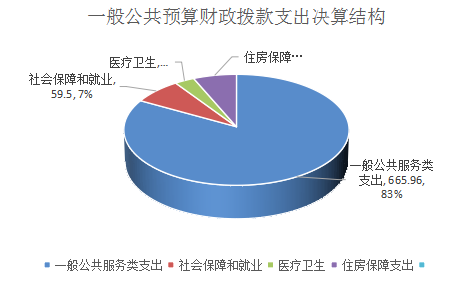 一般公共预算财政拨款支出决算结构
医疗卫生,...
住房保障…
社会保障和就业,
59.5, 7%
一般公共服务类
支出, 665.96,
83%
一般公共服务类支出 社会保障和就业 医疗卫生 住房保障支出